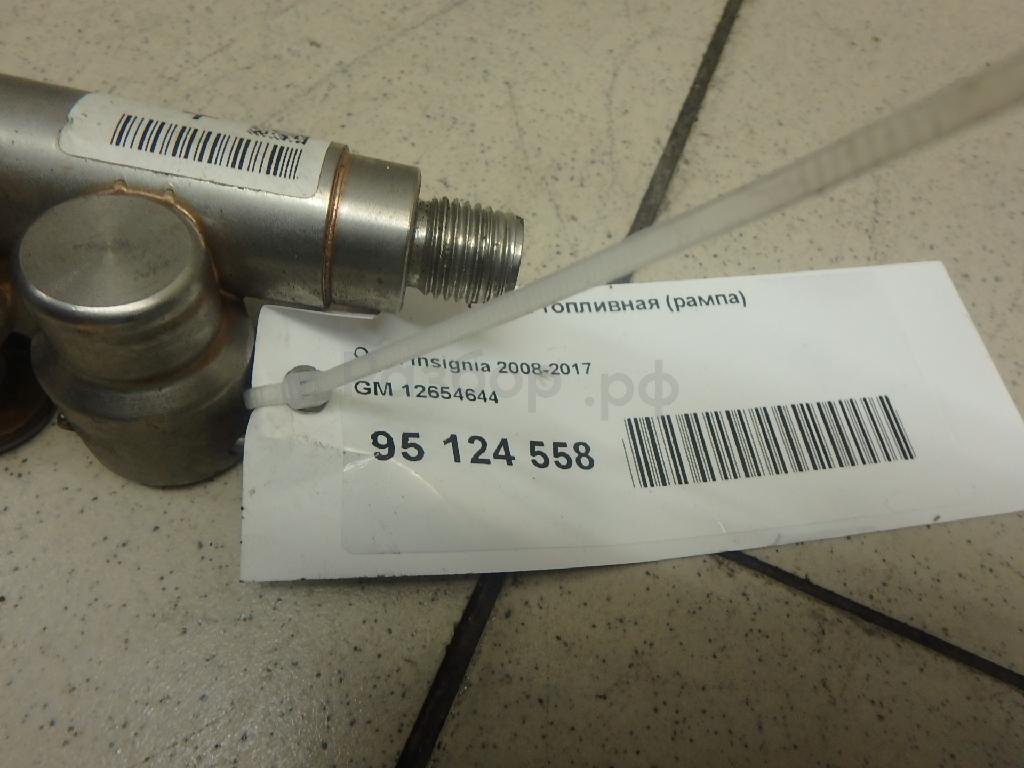 топливная (рампа)
Insignia 2008-2017
GM 12654644
95 124 558